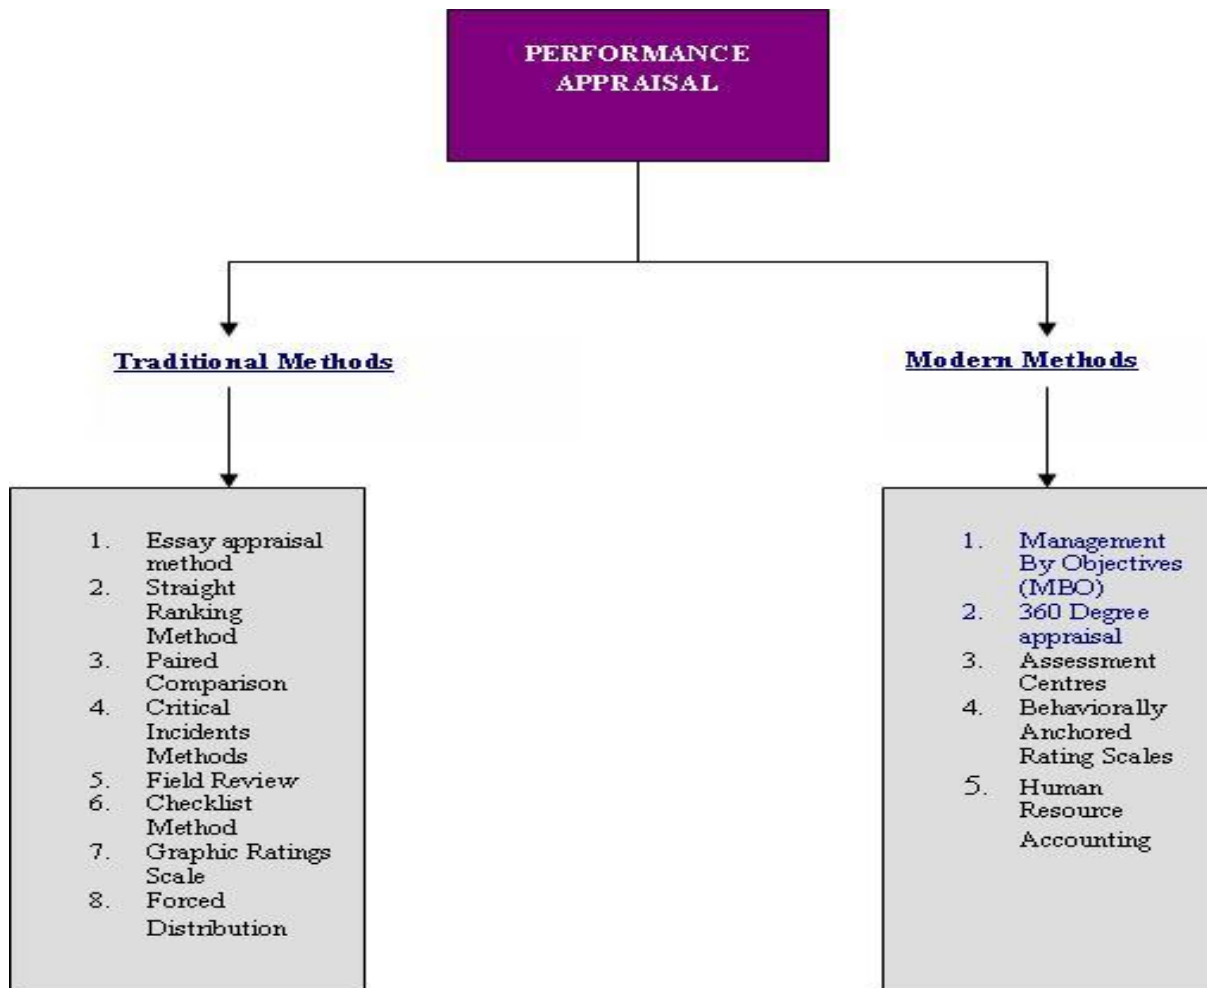 PERFORMANCE
APPRAISAL
Traditional Methods
Modern Methods
1. Essay appraisal
method
2. Straight
Ranking
Method
3. Paired
Comparison
4. Critical
Incidents
Methods
5. Field Review
6. Checklist
Method
7. Graphic Ratings
Scale
8. Forced
Distribution
1. Management
By Objectives
(MBO)
2. 360 Degree
appraisal
3. Assessment
Centres
4. Behaviorally
Anchored
Rating Scales
5. Human
Resource
Accounting